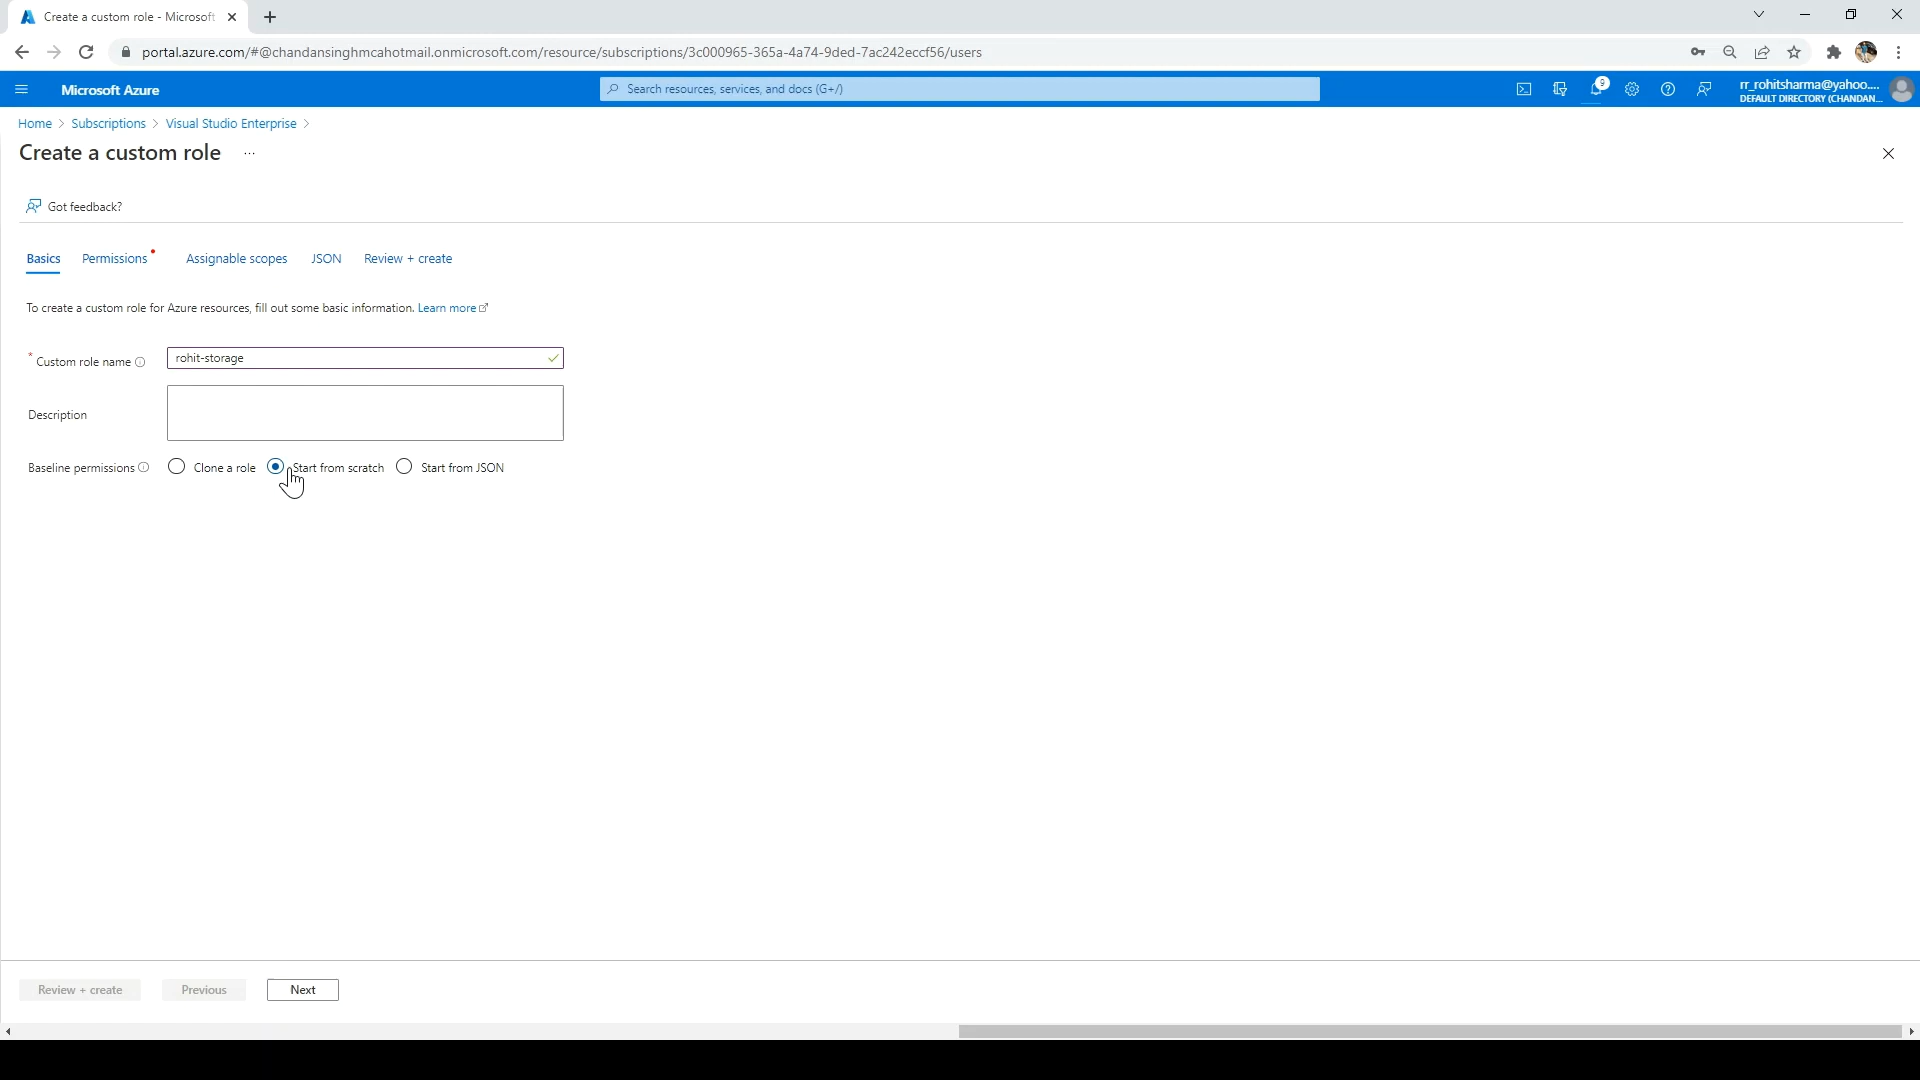 Create a custom role - Microsoft
portal.azure.com/#@chandansinghmcahotmail.onmicrosoft.com/resource/subscriptions/3c000965-365a-4a74-9ded-7ac242eccf56/users
Microsoft Azure
Search resources, services, and docs (G+/)
9
rr_rohitsharma@yahoo....
DEFAULT DIRECTORY (CHANDAN...
Home > Subscriptions > Visual Studio Enterprise >
Create a custom role ...
Got feedback?
Basics Permissions Assignable scopes JSON Review + create
To create a custom role for Azure resources, fill out some basic information. Learn more
* Custom role name rohit-storage
Description
Baseline permissions Clone a role Start from scratch Start from JSON
Review + create Previous Next